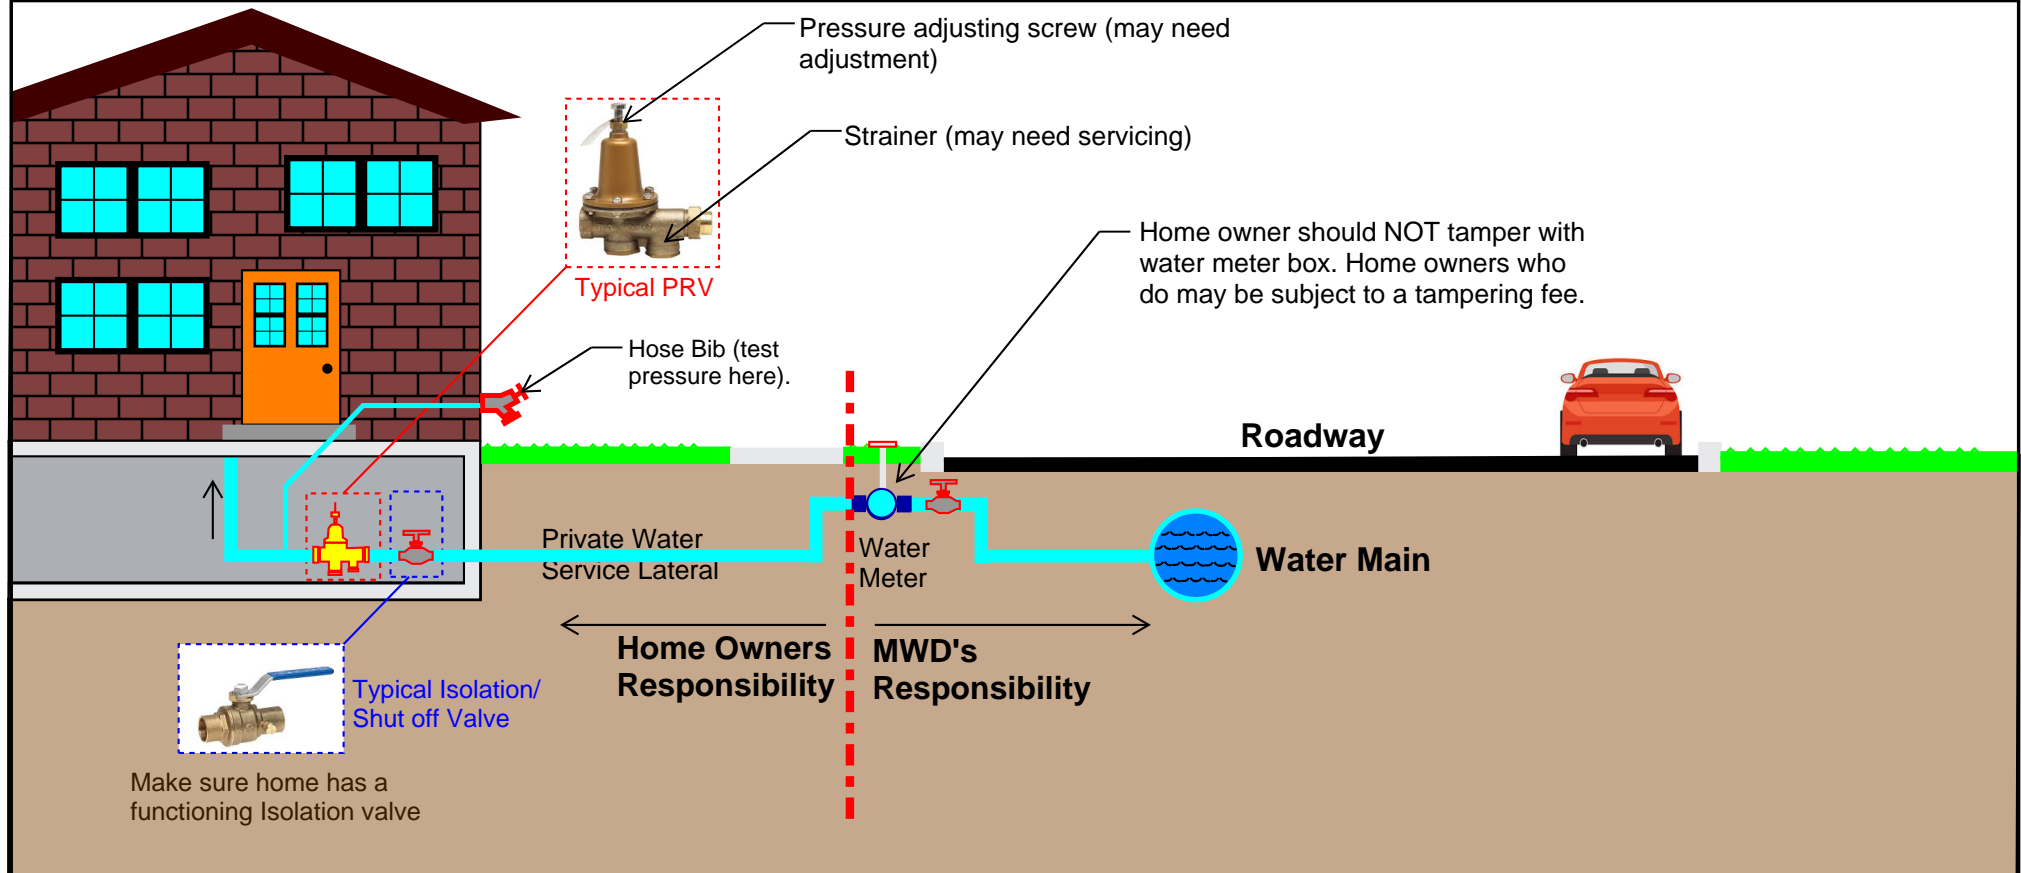 Pressure adjusting screw (may need
adjustment)
Strainer (may need servicing)
Typical PRV
Home owner should NOT tamper with
water meter box. Home owners who
do may be subject to a tampering fee.
Hose Bib (test
pressure here).
Roadway
Private Water
Service Lateral
Water
Meter
Water Main
Home Owners
Responsibility
MWD's
Responsibility
Typical Isolation/
Shut off Valve
Make sure home has a
functioning Isolation valve